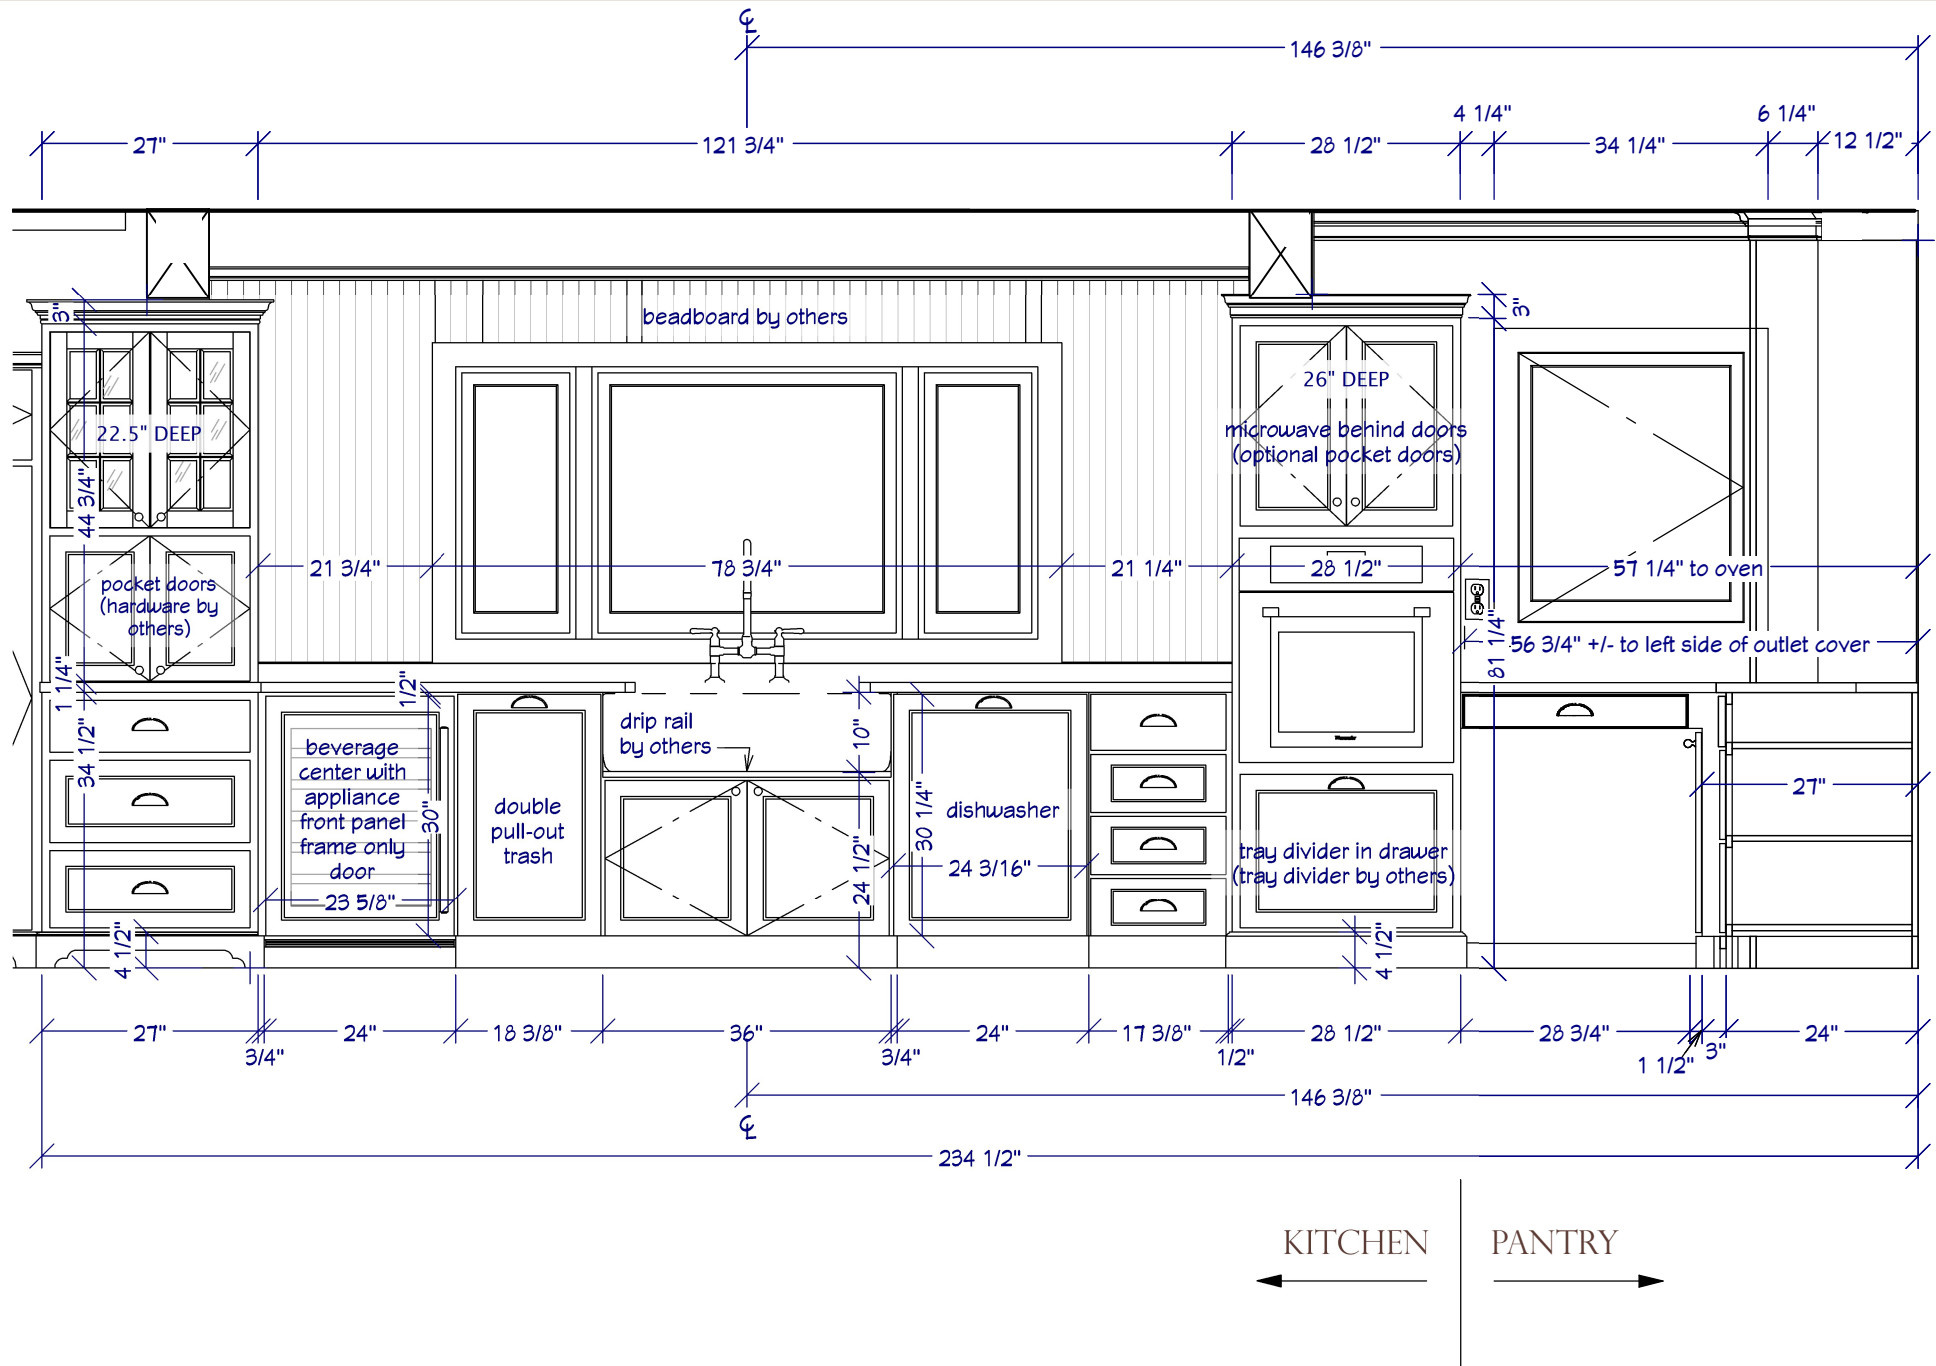 ℄
146 3/8"
4 1/4"
6 1/4"
27"
121 3/4"
28 1/2"
34 1/4"
12 1/2"
3"
3"
beadboard by others
26" DEEP
22.5" DEEP
microwave behind doors
(optional pocket doors)
44 3/4"
21 3/4"
78 3/4"
21 1/4"
28 1/2"
57 1/4" to oven
pocket doors
(hardware by
others)
81 1/4"
56 3/4" +/- to left side of outlet cover
1 1/4"
1/2"
drip rail
by others
10"
34 1/2"
beverage
center with
appliance
front panel
frame only
door
30"
double
pull-out
trash
30 1/4"
dishwasher
27"
24 1/2"
24 3/16"
tray divider in drawer
(tray divider by others)
23 5/8"
4 1/2"
4 1/2"
27"
24"
18 3/8"
36"
24"
17 3/8"
28 1/2"
28 3/4"
24"
3/4"
3/4"
1/2"
1 1/2"
3"
146 3/8"
℄
234 1/2"
KITCHEN
PANTRY